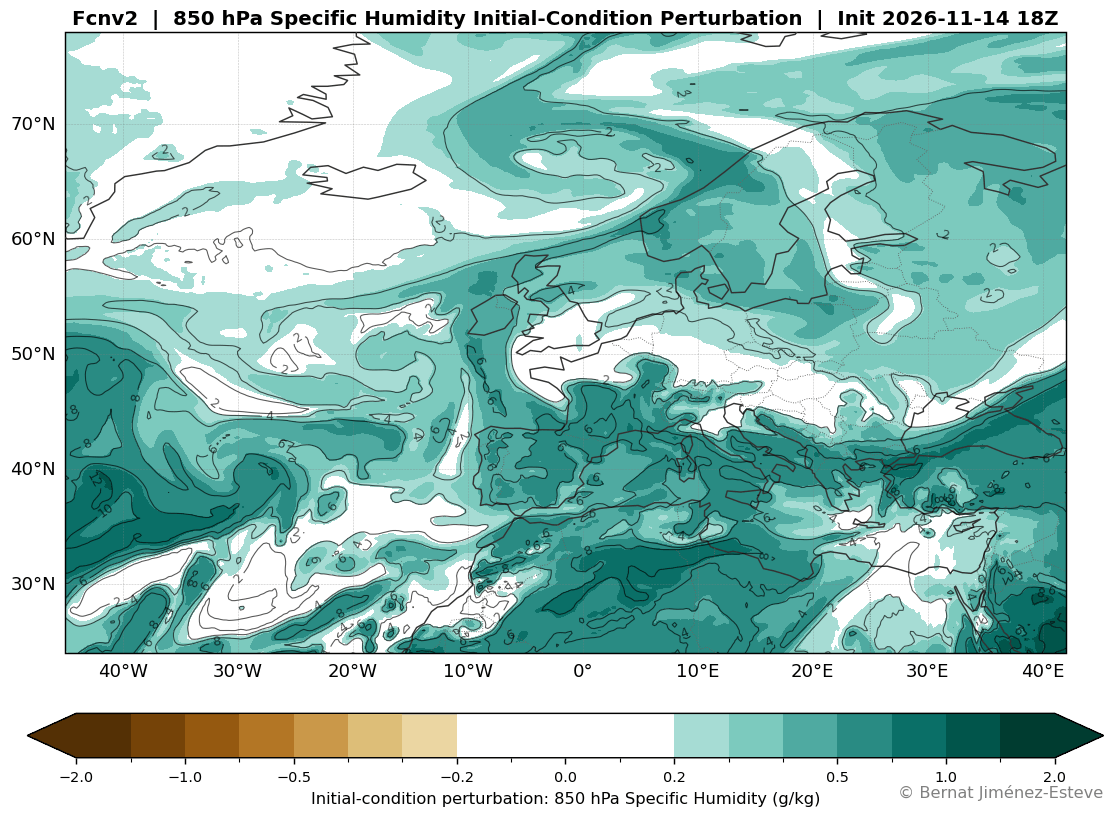 Fcnv2 | 850 hPa Specific Humidity Initial-Condition Perturbation | Init 2026-11-14 18Z
70°N
60°N
50°N
40°N
30°N
40°W 30°W 20°W 10°W 0° 10°E 20°E 30°E 40°E
−2.0 −1.0 −0.5 −0.2 0.0 0.2 0.5 1.0 2.0
Initial-condition perturbation: 850 hPa Specific Humidity (g/kg)
© Bernat Jiménez-Esteve